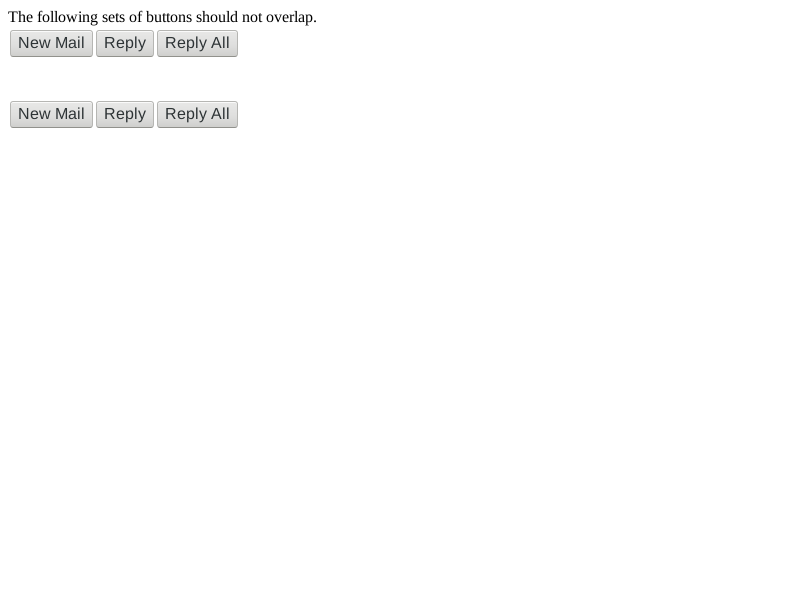 The following sets of buttons should not overlap.
New Mail Reply Reply All
New Mail Reply Reply All